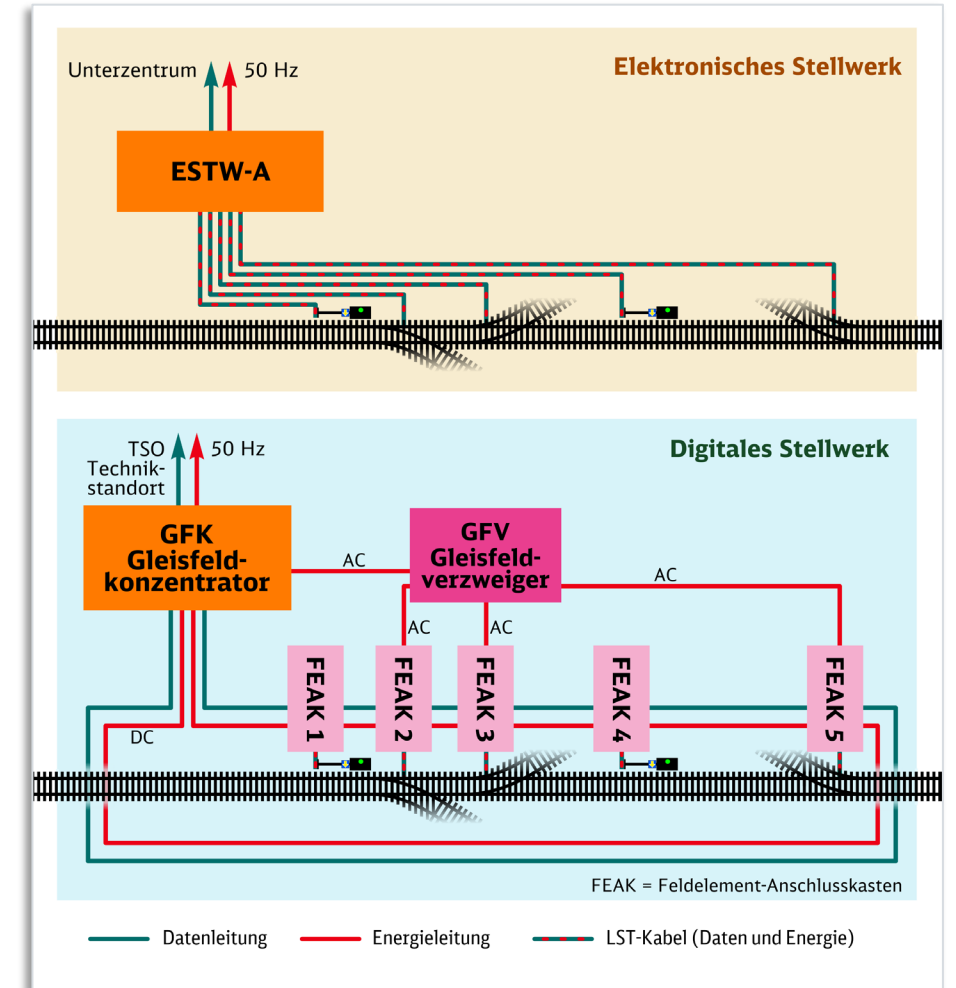 Unterzentrum
50 Hz
Elektronisches Stellwerk
ESTW-A
TSO
Technik-
standort
50 Hz
Digitales Stellwerk
GFK
Gleisfeld-
konzentrator
AC
GFV
Gleisfeld-
verzweiger
AC
AC
AC
FEAK 1
FEAK 2
FEAK 3
FEAK 4
FEAK 5
DC
FEAK = Feldelement-Anschlusskasten
Datenleitung
Energieleitung
LST-Kabel (Daten und Energie)